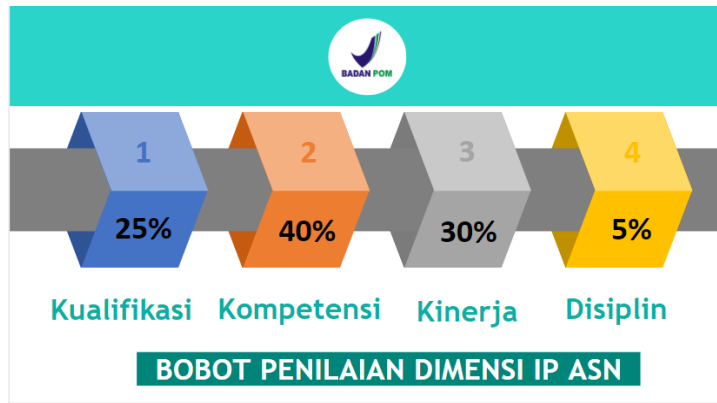 BADAN POM
1 2 3 4
25% 40% 30% 5%
Kualifikasi Kompetensi Kinerja Disiplin
BOBOT PENILAIAN DIMENSI IP ASN